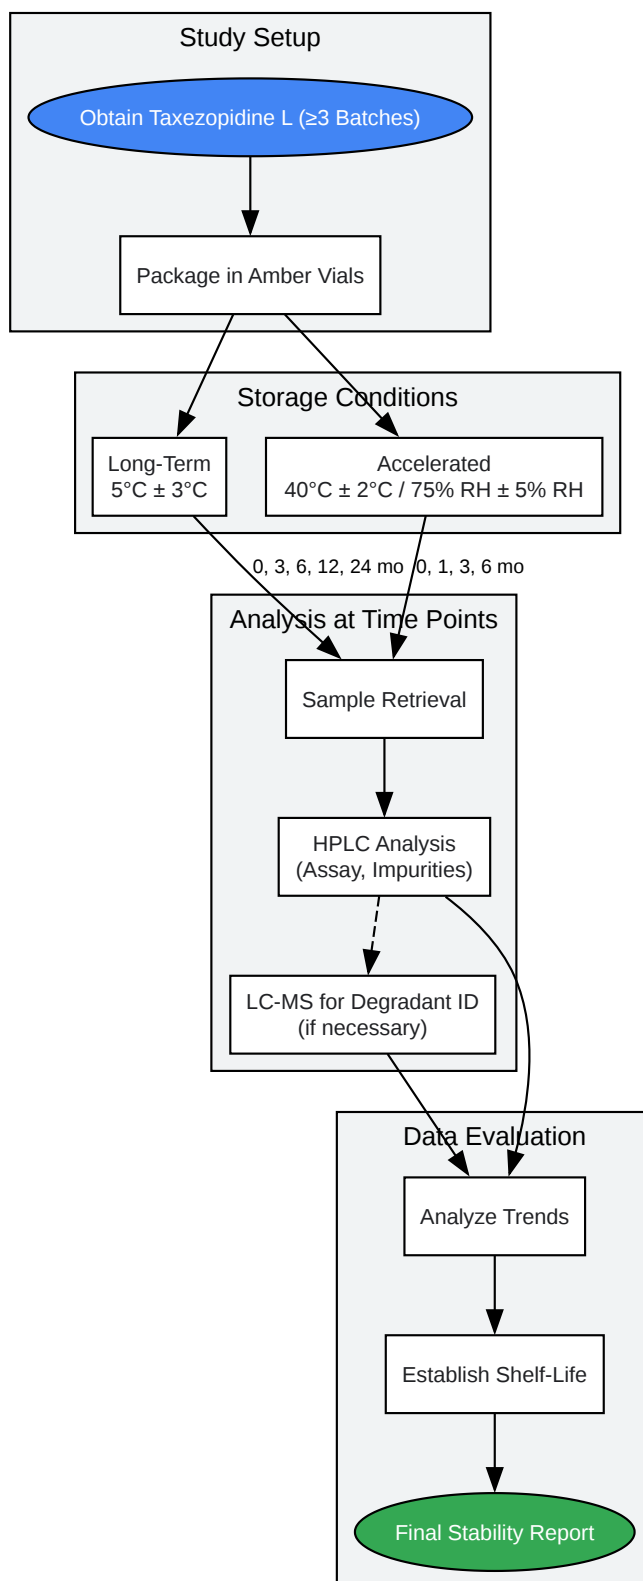 Study Setup
Obtain Taxezopidine L (≥3 Batches)
Package in Amber Vials
Storage Conditions
Long-Term
5°C ± 3°C
Accelerated
40°C ± 2°C / 75% RH ± 5% RH
0, 3, 6, 12, 24 mo
0, 1, 3, 6 mo
Analysis at Time Points
Sample Retrieval
HPLC Analysis
(Assay, Impurities)
LC-MS for Degradant ID
(if necessary)
Data Evaluation
Analyze Trends
Establish Shelf-Life
Final Stability Report